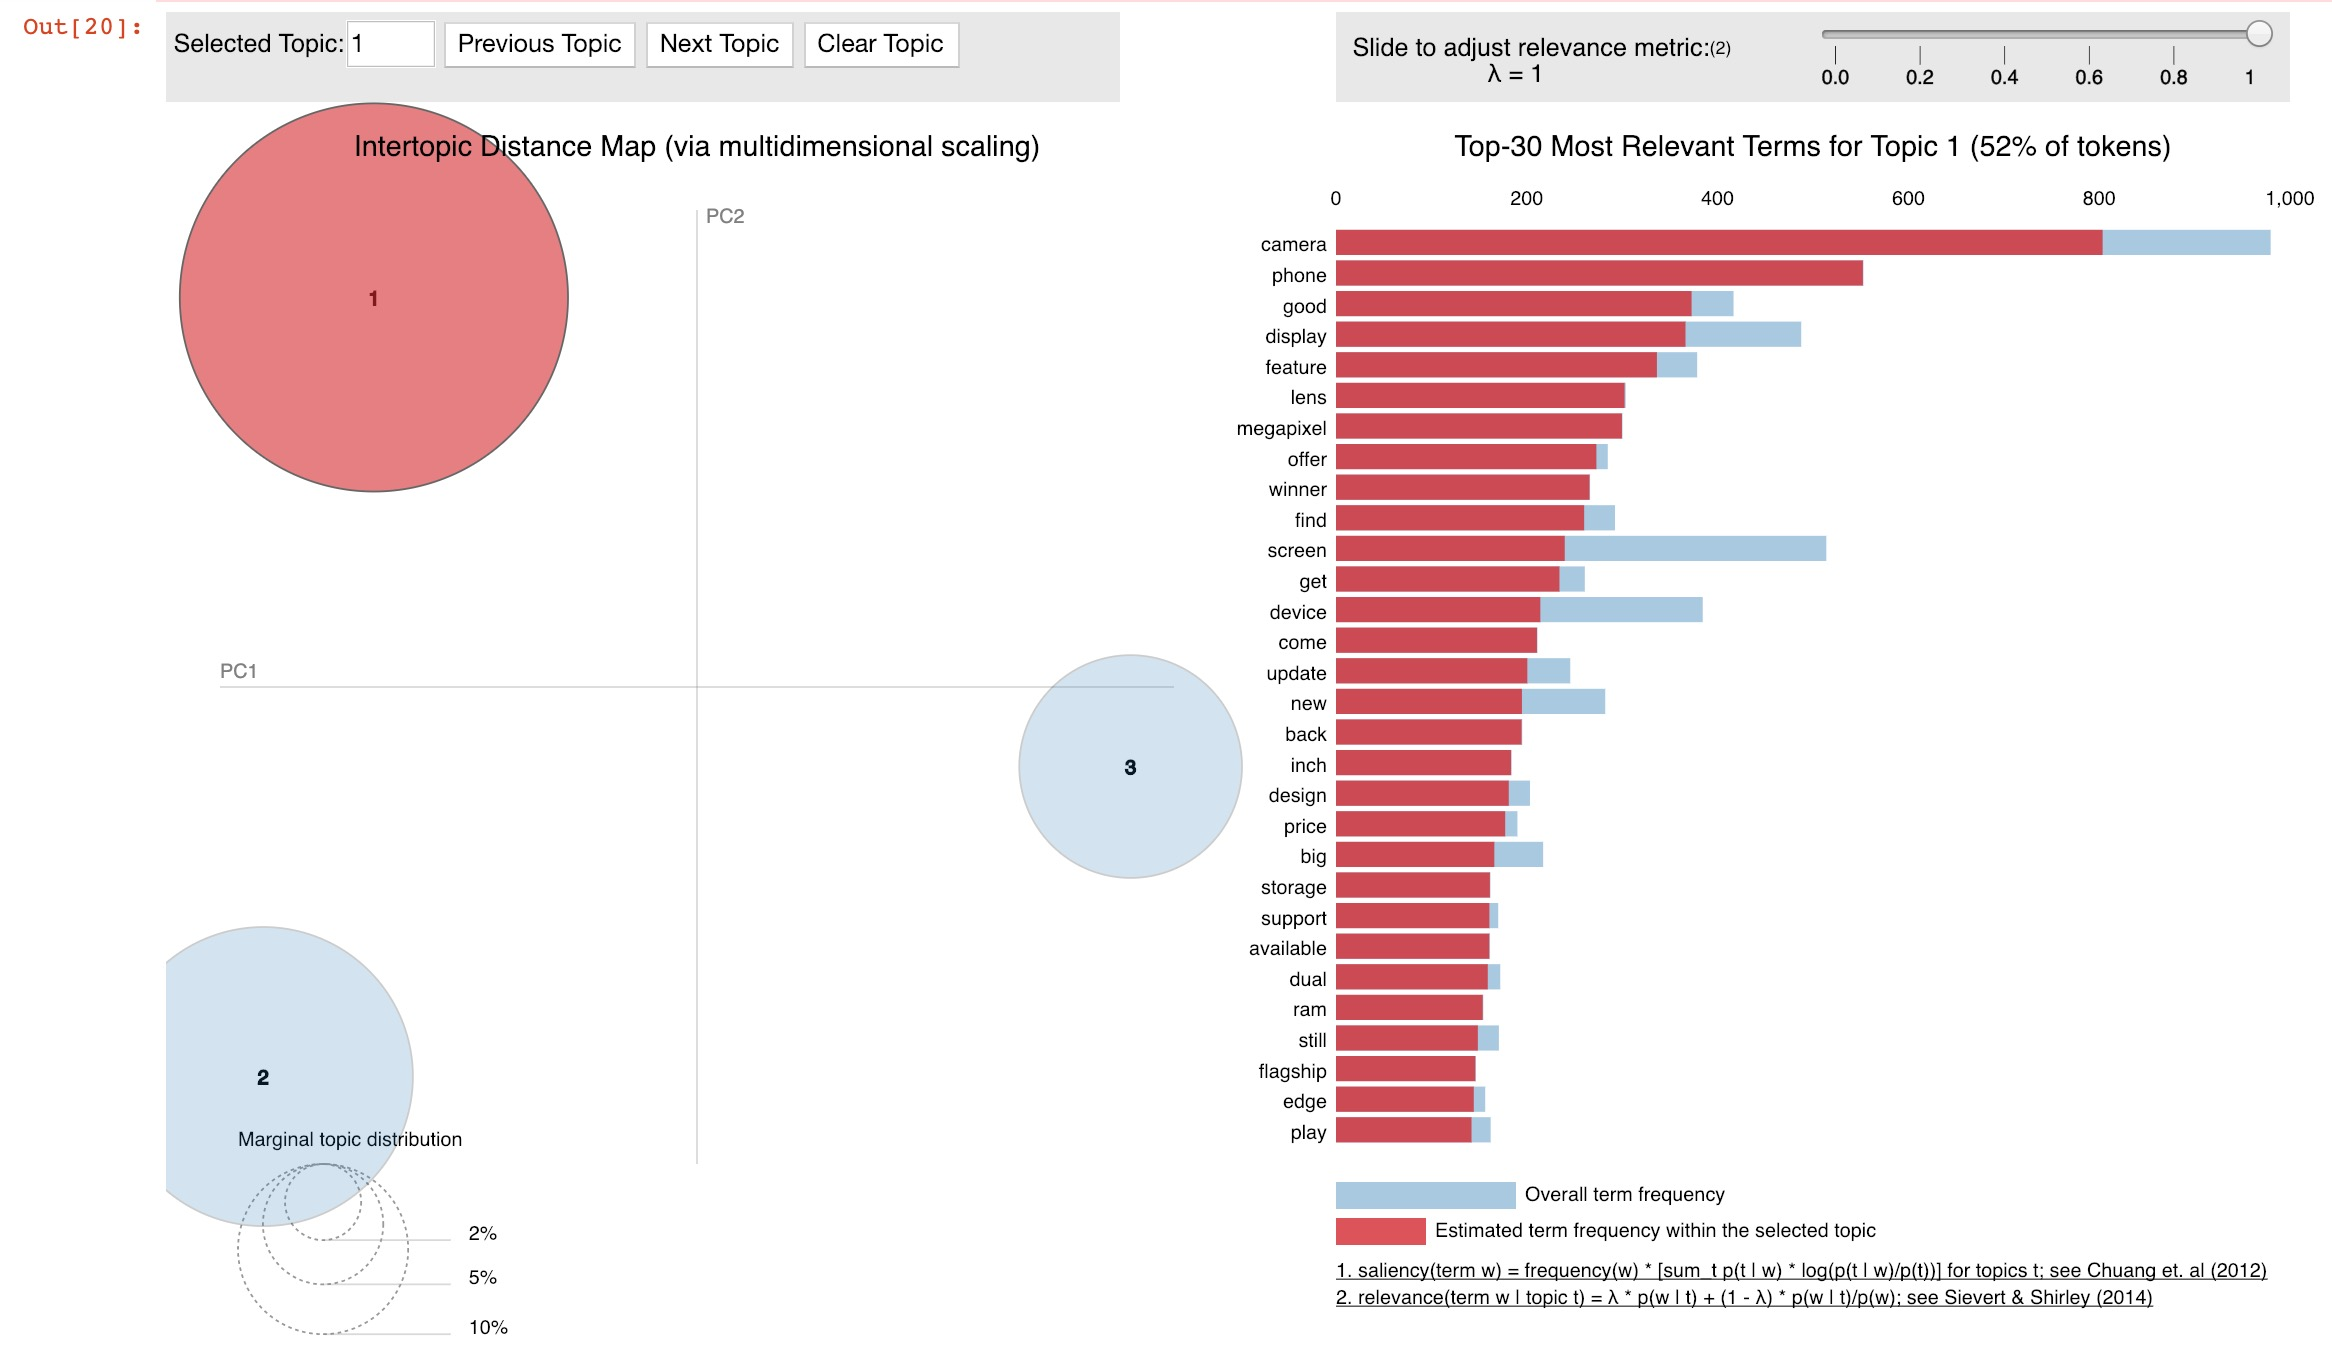 Out[20]:
Selected Topic: 1 Previous Topic Next Topic Clear Topic
Slide to adjust relevance metric:(2)
λ = 1
0.0 0.2 0.4 0.6 0.8 1
Intertopic Distance Map (via multidimensional scaling)
PC2
PC1
1
2
3
Marginal topic distribution
2%
5%
10%
Top-30 Most Relevant Terms for Topic 1 (52% of tokens)
0 200 400 600 800 1,000
camera
phone
good
display
feature
lens
megapixel
offer
winner
find
screen
get
device
come
update
new
back
inch
design
price
big
storage
support
available
dual
ram
still
flagship
edge
play
Overall term frequency
Estimated term frequency within the selected topic
1. saliency(term w) = frequency(w) * [sum_t p(t | w) * log(p(t | w)/p(t))] for topics t; see Chuang et. al (2012)
2. relevance(term w | topic t) = λ * p(w | t) + (1 - λ) * p(w | t)/p(w); see Sievert & Shirley (2014)